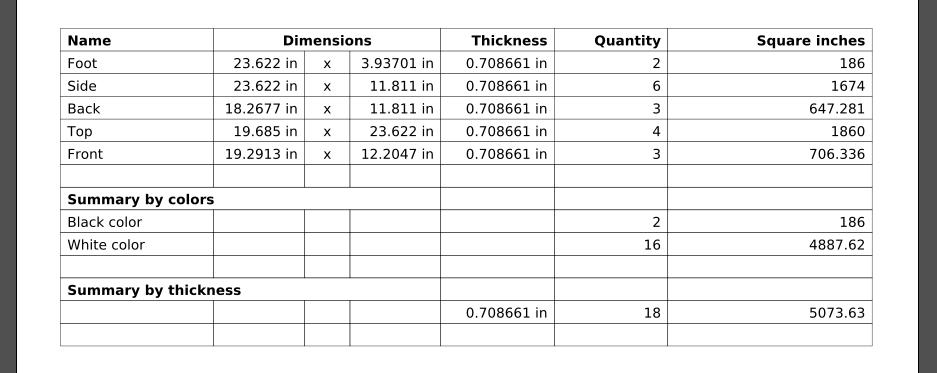 Name Dimensions Thickness Quantity Square inches
Foot 23.622 in x 3.93701 in 0.708661 in 2 186
Side 23.622 in x 11.811 in 0.708661 in 6 1674
Back 18.2677 in x 11.811 in 0.708661 in 3 647.281
Top 19.685 in x 23.622 in 0.708661 in 4 1860
Front 19.2913 in x 12.2047 in 0.708661 in 3 706.336
Summary by colors
Black color 2 186
White color 16 4887.62
Summary by thickness
0.708661 in 18 5073.63